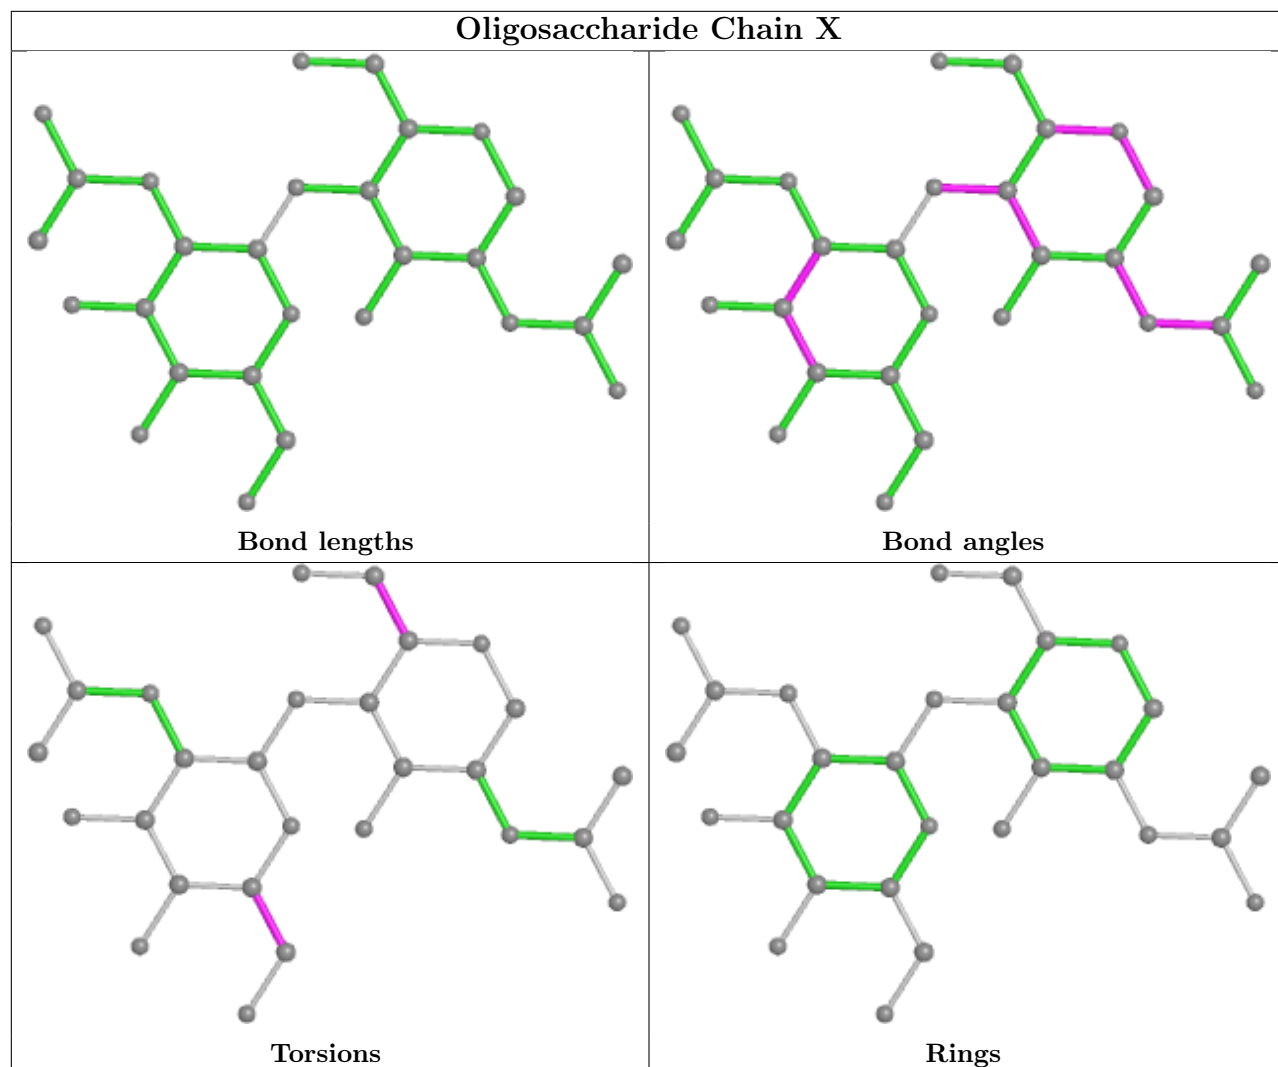 Oligosaccharide Chain X
Bond lengths
Bond angles
Torsions
Rings